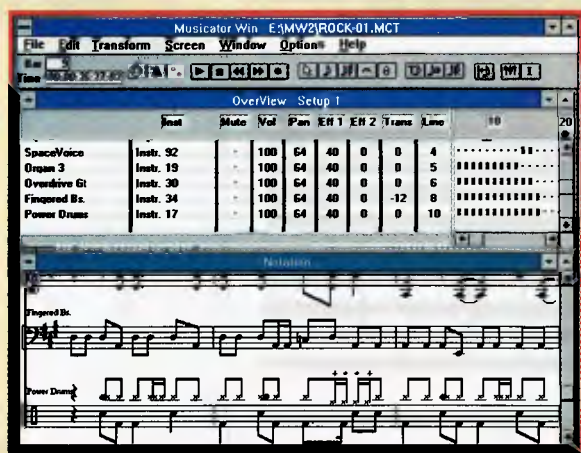 Musicator Win E:\MW2\ROCK-01.MCT
File Edit Transform Screen Window Options Help
Bar 5
Time
OverView Setup 1
Inst Mute Vol Pan Eff 1 Eff 2 Trans Line 10 20
SpaceVoice Instr. 92 - 100 64 40 0 0 4
Organ 3 Instr. 19 - 100 64 40 0 0 5
Overdrive Gt Instr. 30 - 100 64 40 0 0 6
Fingered Bs. Instr. 34 - 100 64 40 0 -12 8
Power Drums Instr. 17 - 100 64 40 0 0 10
Notation
Fingered Bs.
Power Drums